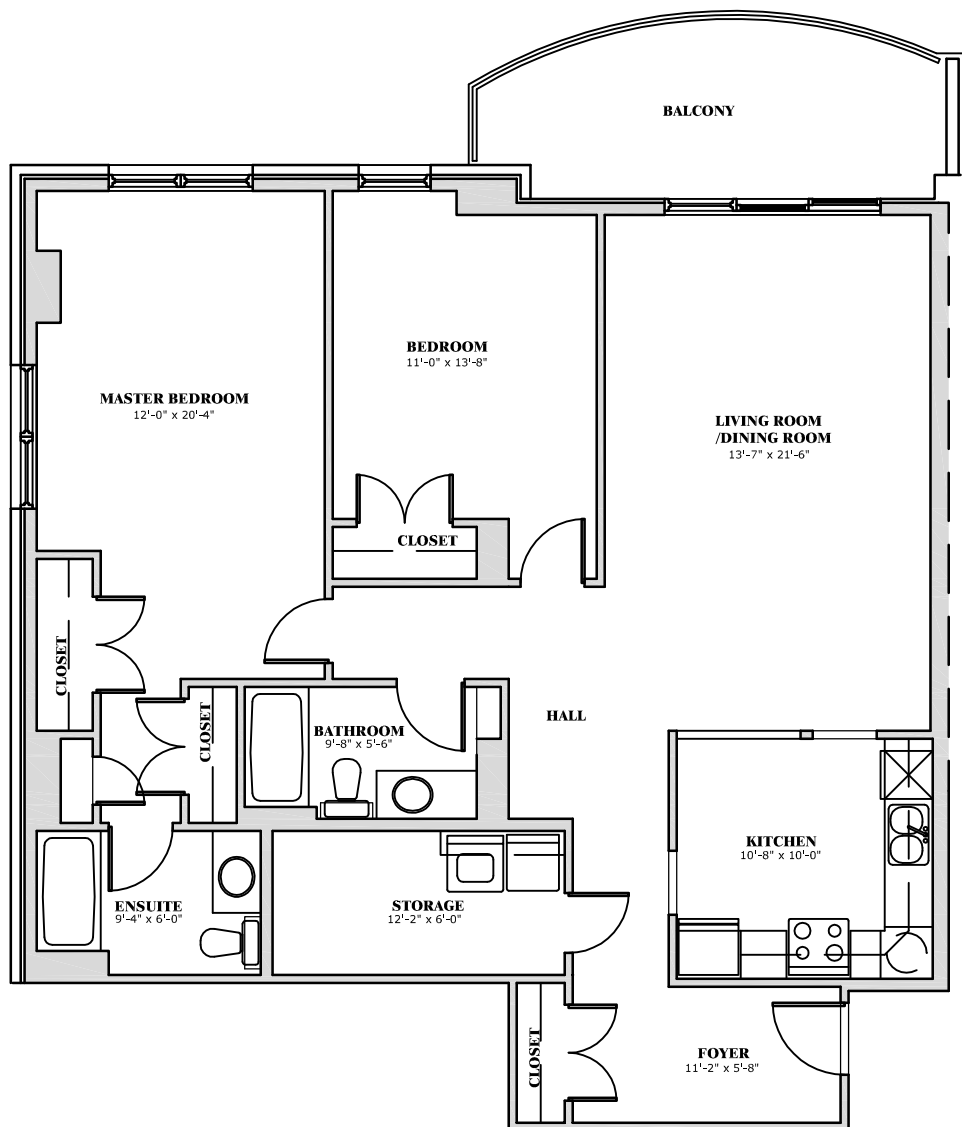 BALCONY
BEDROOM
11'-0" x 13'-8"
MASTER BEDROOM
12'-0" x 20'-4"
LIVING ROOM
/DINING ROOM
13'-7" x 21'-6"
CLOSET
CLOSET
CLOSET
HALL
BATHROOM
9'-8" x 5'-6"
KITCHEN
10'-8" x 10'-0"
ENSUITE
9'-4" x 6'-0"
STORAGE
12'-2" x 6'-0"
CLOSET
FOYER
11'-2" x 5'-8"